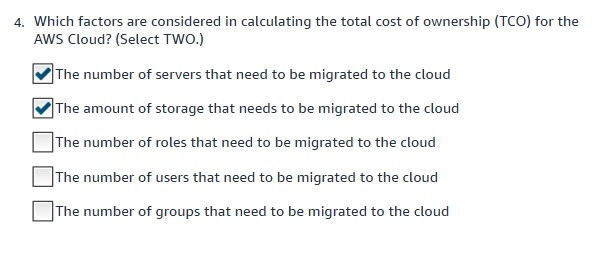 4. Which factors are considered in calculating the total cost of ownership (TCO) for the
AWS Cloud? (Select TWO.)
The number of servers that need to be migrated to the cloud
The amount of storage that needs to be migrated to the cloud
The number of roles that need to be migrated to the cloud
The number of users that need to be migrated to the cloud
The number of groups that need to be migrated to the cloud